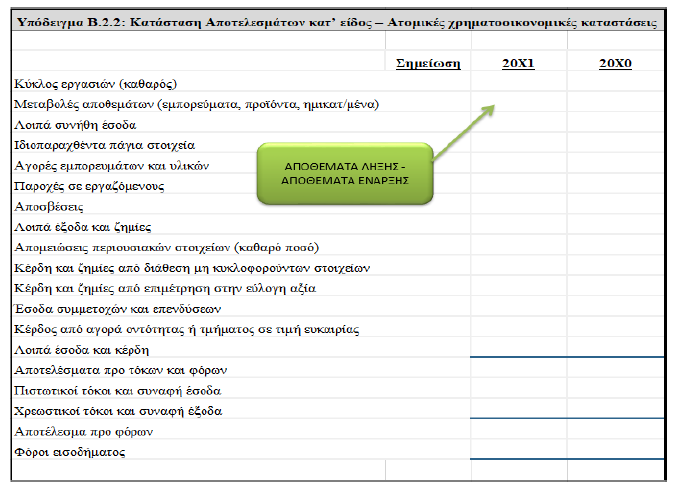 Υπόδειγμα Β.2.2: Κατάσταση Αποτελεσμάτων κατ’ είδος – Ατομικές χρηματοοικονομικές καταστάσεις
Σημείωση 20X1 20X0
Κύκλος εργασιών (καθαρός)
Μεταβολές αποθεμάτων (εμπορεύματα, προϊόντα, ημικατ/μένα)
Λοιπά συνήθη έσοδα
Ιδιοπαραχθέντα πάγια στοιχεία
Αγορές εμπορευμάτων και υλικών
ΑΠΟΘΕΜΑΤΑ ΛΗΞΗΣ -
ΑΠΟΘΕΜΑΤΑ ΕΝΑΡΞΗΣ
Παροχές σε εργαζόμενους
Αποσβέσεις
Λοιπά έξοδα και ζημίες
Απομειώσεις περιουσιακών στοιχείων (καθαρό ποσό)
Κέρδη και ζημίες από διάθεση μη κυκλοφορούντων στοιχείων
Κέρδη και ζημίες από επιμέτρηση στην εύλογη αξία
Έσοδα συμμετοχών και επενδύσεων
Κέρδος από αγορά οντότητας ή τμήματος σε τιμή ευκαιρίας
Λοιπά έσοδα και κέρδη
Αποτελέσματα προ τόκων και φόρων
Πιστωτικοί τόκοι και συναφή έσοδα
Χρεωστικοί τόκοι και συναφή έξοδα
Αποτέλεσμα προ φόρων
Φόροι εισοδήματος